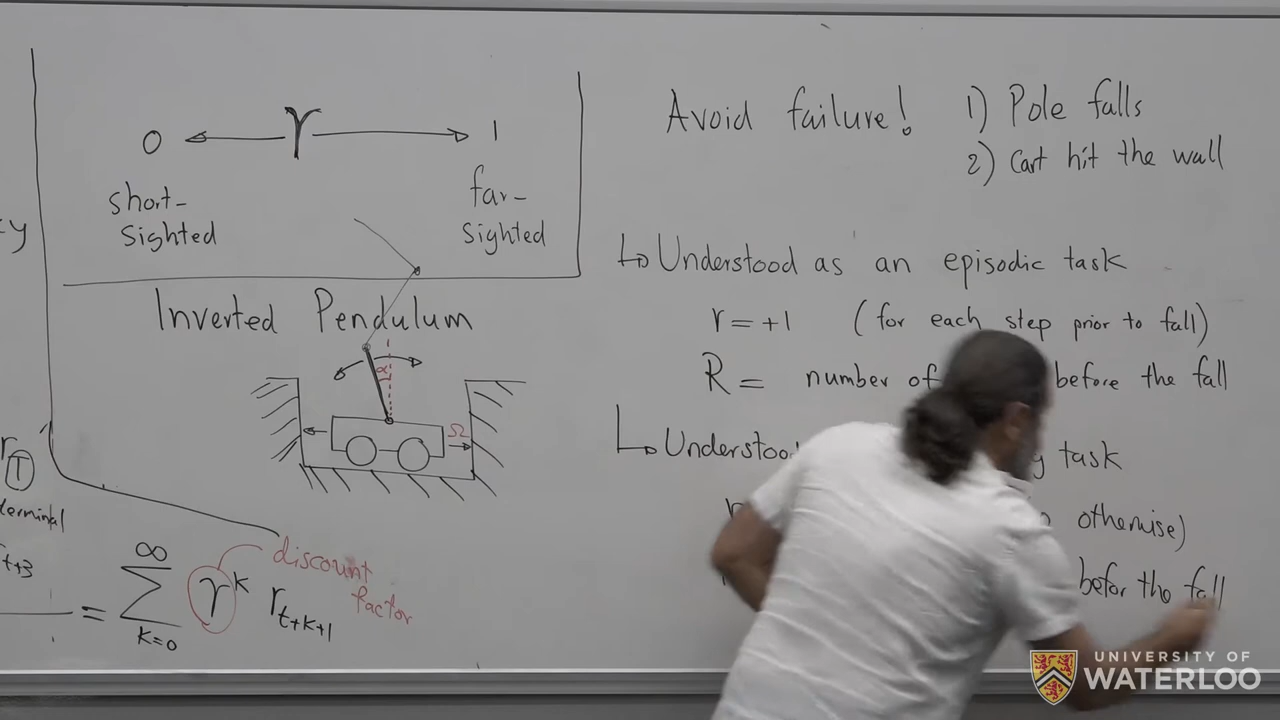 0 γ 1
short-
sighted
far-
sighted
Inverted Pendulum
α
Ω
T
terminal
r t+3
= ∞ Σ k=0 γ^k r t+k+1
discount
factor
Avoid failure! 1) Pole falls
2) Cart hit the wall
↳ Understood as an episodic task
r = +1 (for each step prior to fall)
R = number of before the fall
↳ Understood task
otherwise)
befor the fall
UNIVERSITY OF
WATERLOO